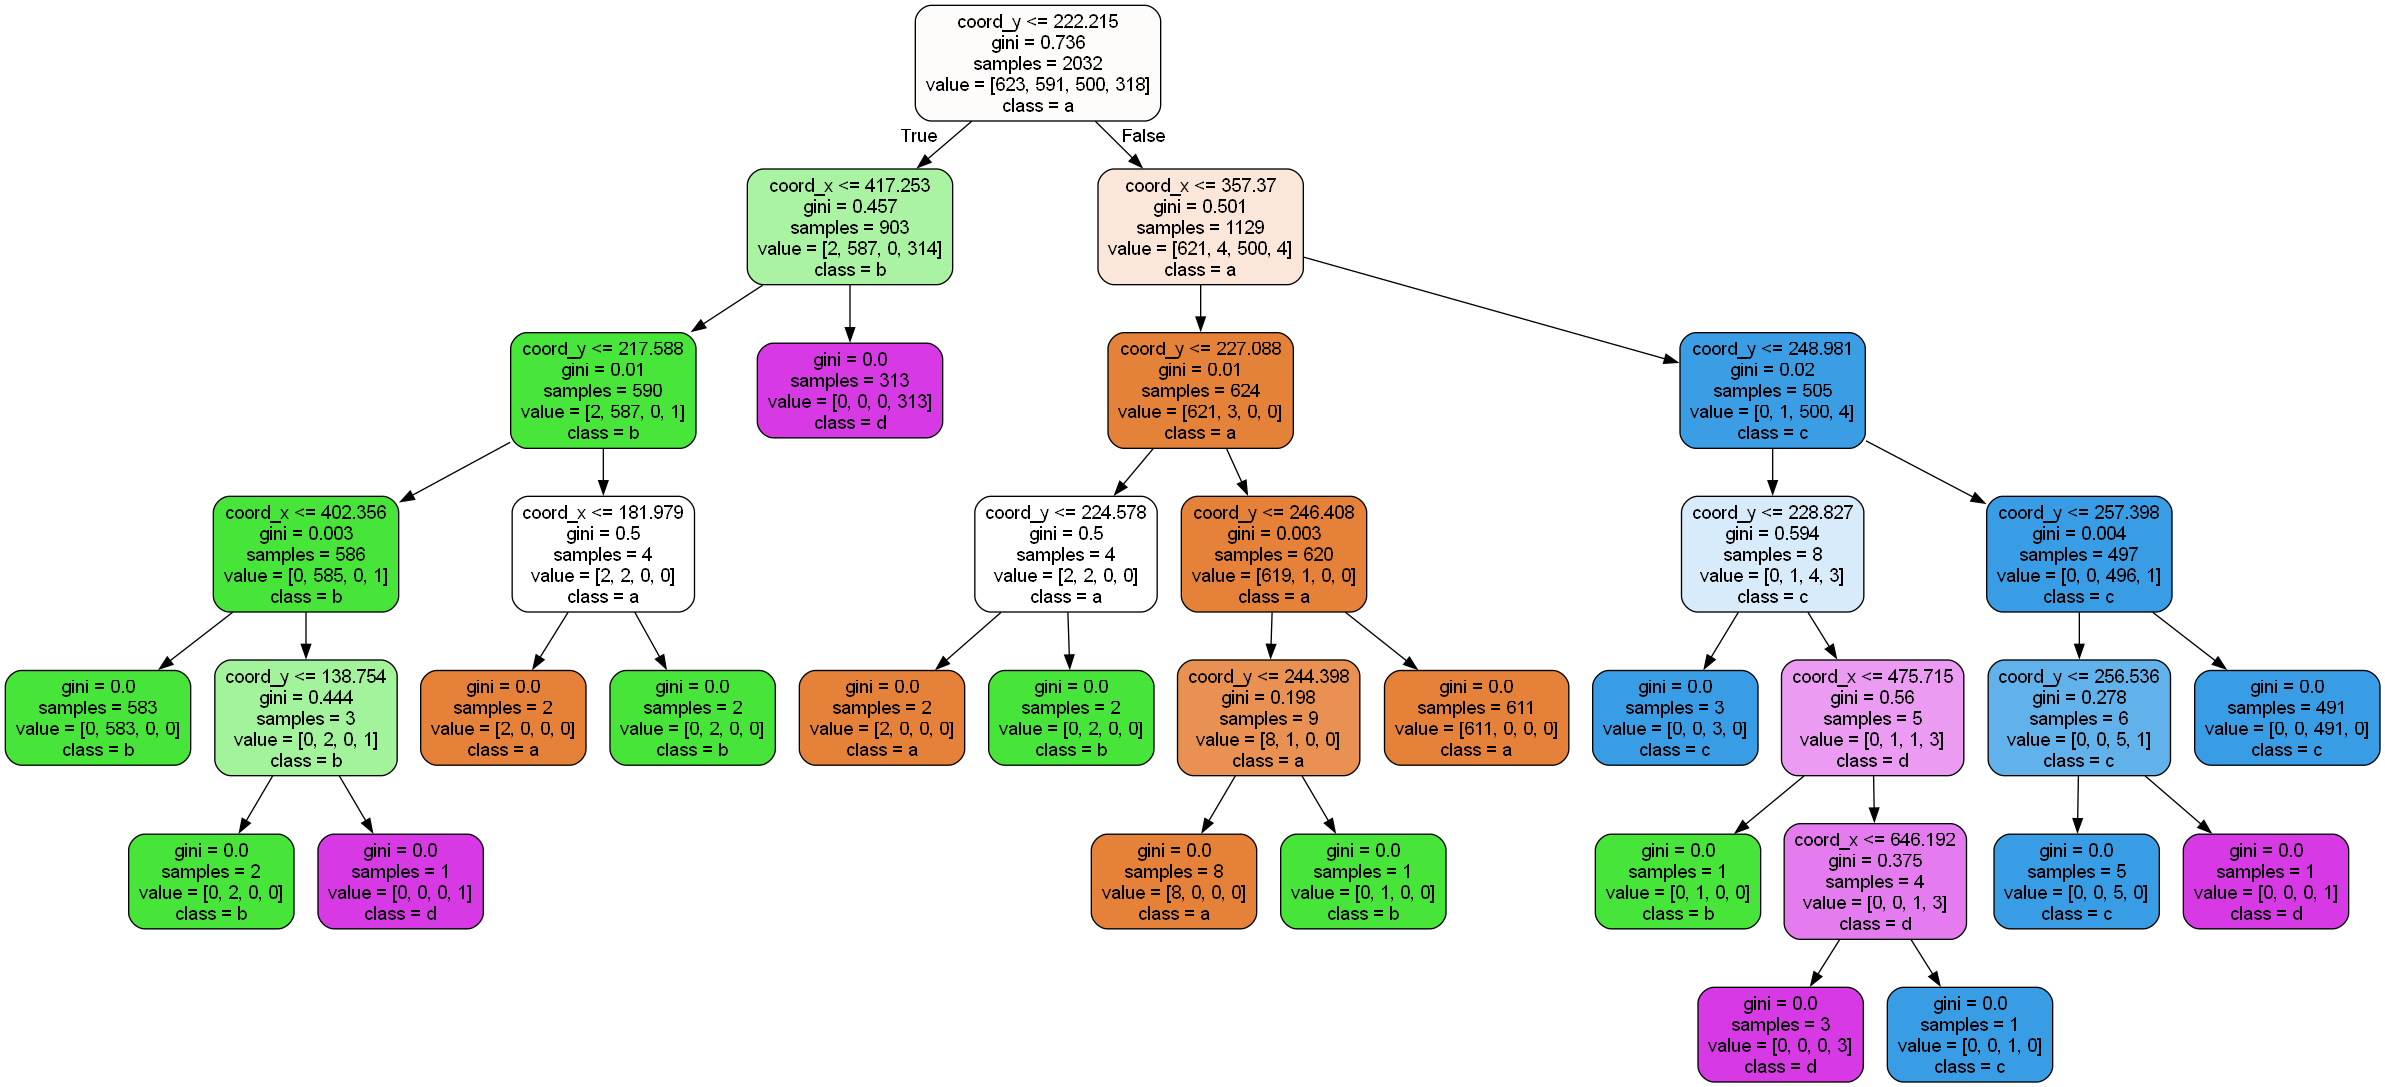 coord_y <= 222.215
gini = 0.736
samples = 2032
value = [623, 591, 500, 318]
class = a
True
False
coord_x <= 417.253
gini = 0.457
samples = 903
value = [2, 587, 0, 314]
class = b
coord_x <= 357.37
gini = 0.501
samples = 1129
value = [621, 4, 500, 4]
class = a
coord_y <= 217.588
gini = 0.01
samples = 590
value = [2, 587, 0, 1]
class = b
gini = 0.0
samples = 313
value = [0, 0, 0, 313]
class = d
coord_y <= 227.088
gini = 0.01
samples = 624
value = [621, 3, 0, 0]
class = a
coord_y <= 248.981
gini = 0.02
samples = 505
value = [0, 1, 500, 4]
class = c
coord_x <= 402.356
gini = 0.003
samples = 586
value = [0, 585, 0, 1]
class = b
coord_x <= 181.979
gini = 0.5
samples = 4
value = [2, 2, 0, 0]
class = a
coord_y <= 224.578
gini = 0.5
samples = 4
value = [2, 2, 0, 0]
class = a
coord_y <= 246.408
gini = 0.003
samples = 620
value = [619, 1, 0, 0]
class = a
coord_y <= 228.827
gini = 0.594
samples = 8
value = [0, 1, 4, 3]
class = c
coord_y <= 257.398
gini = 0.004
samples = 497
value = [0, 0, 496, 1]
class = c
gini = 0.0
samples = 583
value = [0, 583, 0, 0]
class = b
coord_y <= 138.754
gini = 0.444
samples = 3
value = [0, 2, 0, 1]
class = b
gini = 0.0
samples = 2
value = [2, 0, 0, 0]
class = a
gini = 0.0
samples = 2
value = [0, 2, 0, 0]
class = b
gini = 0.0
samples = 2
value = [2, 0, 0, 0]
class = a
gini = 0.0
samples = 2
value = [0, 2, 0, 0]
class = b
coord_y <= 244.398
gini = 0.198
samples = 9
value = [8, 1, 0, 0]
class = a
gini = 0.0
samples = 611
value = [611, 0, 0, 0]
class = a
gini = 0.0
samples = 3
value = [0, 0, 3, 0]
class = c
coord_x <= 475.715
gini = 0.56
samples = 5
value = [0, 1, 1, 3]
class = d
coord_y <= 256.536
gini = 0.278
samples = 6
value = [0, 0, 5, 1]
class = c
gini = 0.0
samples = 491
value = [0, 0, 491, 0]
class = c
gini = 0.0
samples = 2
value = [0, 2, 0, 0]
class = b
gini = 0.0
samples = 1
value = [0, 0, 0, 1]
class = d
gini = 0.0
samples = 8
value = [8, 0, 0, 0]
class = a
gini = 0.0
samples = 1
value = [0, 1, 0, 0]
class = b
gini = 0.0
samples = 1
value = [0, 1, 0, 0]
class = b
coord_x <= 646.192
gini = 0.375
samples = 4
value = [0, 0, 1, 3]
class = d
gini = 0.0
samples = 5
value = [0, 0, 5, 0]
class = c
gini = 0.0
samples = 1
value = [0, 0, 0, 1]
class = d
gini = 0.0
samples = 3
value = [0, 0, 0, 3]
class = d
gini = 0.0
samples = 1
value = [0, 0, 1, 0]
class = c